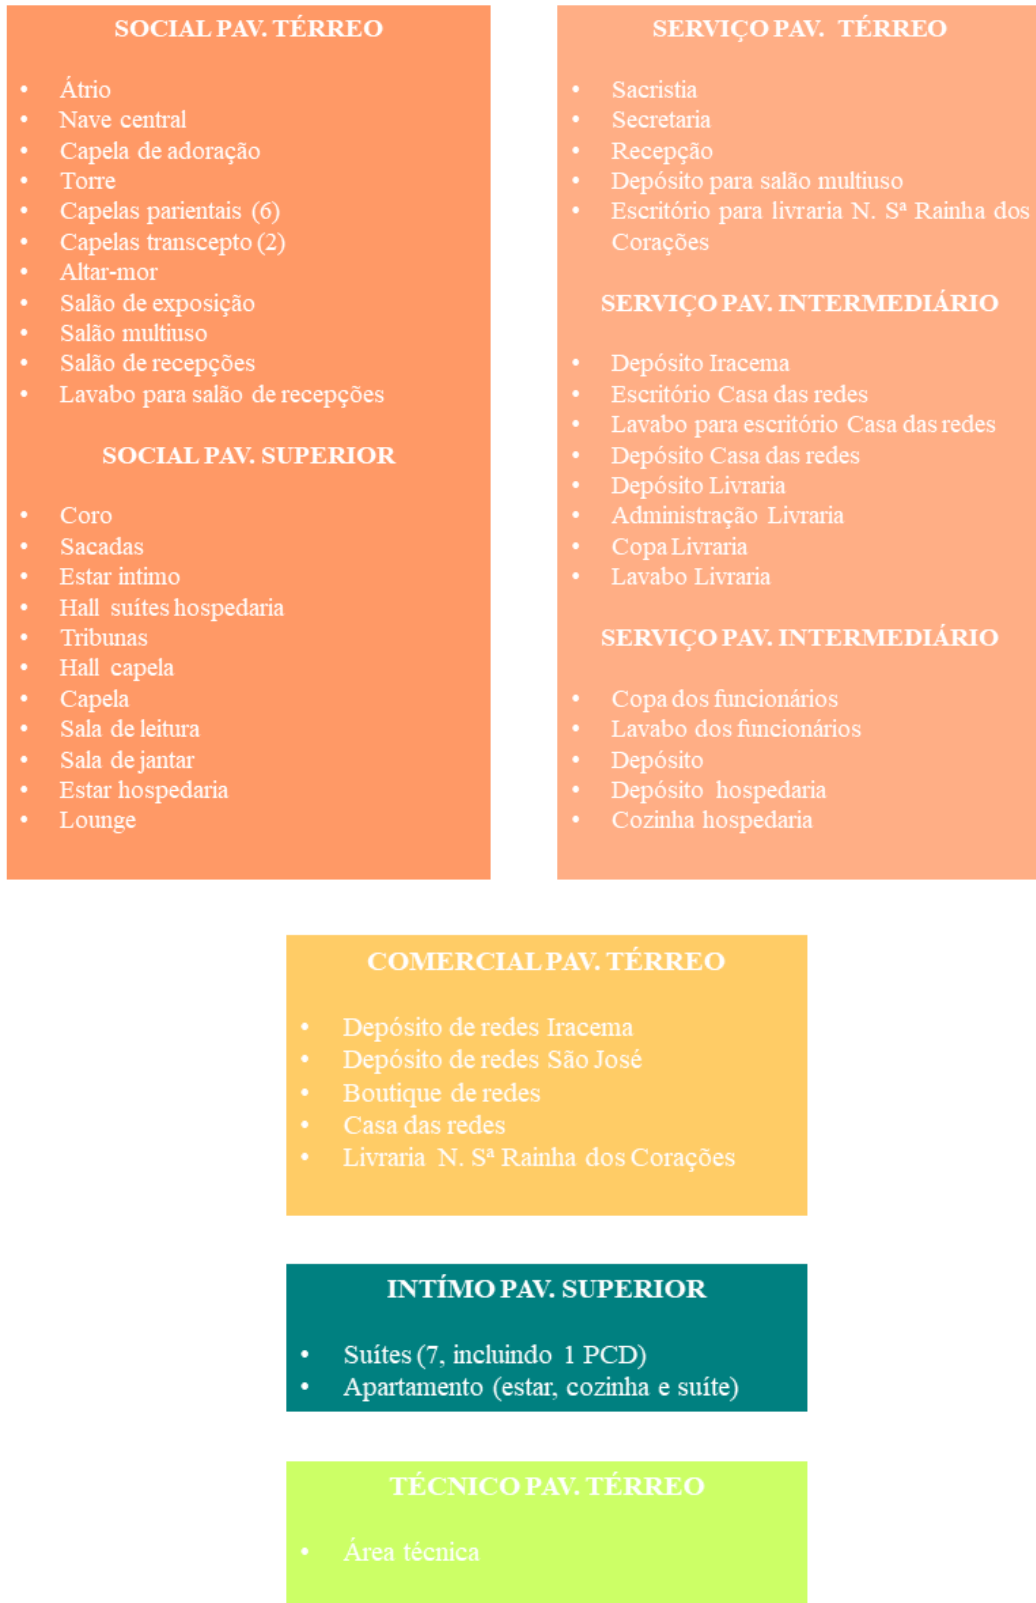 SOCIAL PAV. TÉRREO
• Átrio
• Nave central
• Capela de adoração
• Torre
• Capelas parientais (6)
• Capelas transcepto (2)
• Altar-mor
• Salão de exposição
• Salão multiuso
• Salão de recepções
• Lavabo para salão de recepções
SOCIAL PAV. SUPERIOR
• Coro
• Sacadas
• Estar intimo
• Hall suítes hospedaria
• Tribunas
• Hall capela
• Capela
• Sala de leitura
• Sala de jantar
• Estar hospedaria
• Lounge
SERVIÇO PAV. TÉRREO
• Sacristia
• Secretaria
• Recepção
• Depósito para salão multiuso
• Escritório para livraria N. Sª Rainha dos
Corações
SERVIÇO PAV. INTERMEDIÁRIO
• Depósito Iracema
• Escritório Casa das redes
• Lavabo para escritório Casa das redes
• Depósito Casa das redes
• Depósito Livraria
• Administração Livraria
• Copa Livraria
• Lavabo Livraria
SERVIÇO PAV. INTERMEDIÁRIO
• Copa dos funcionários
• Lavabo dos funcionários
• Depósito
• Depósito hospedaria
• Cozinha hospedaria
COMERCIAL PAV. TÉRREO
• Depósito de redes Iracema
• Depósito de redes São José
• Boutique de redes
• Casa das redes
• Livraria N. Sª Rainha dos Corações
INTÍMO PAV. SUPERIOR
• Suítes (7, incluindo 1 PCD)
• Apartamento (estar, cozinha e suíte)
TÉCNICO PAV. TÉRREO
• Área técnica